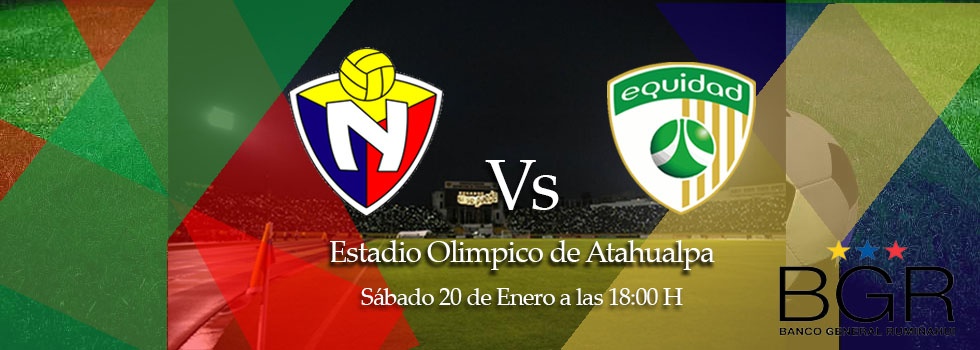 N
equidad
Vs
Estadio Olimpico de Atahualpa
Sábado 20 de Enero a las 18:00 H
BGR
BANCO GENERAL RUMIÑAHUI